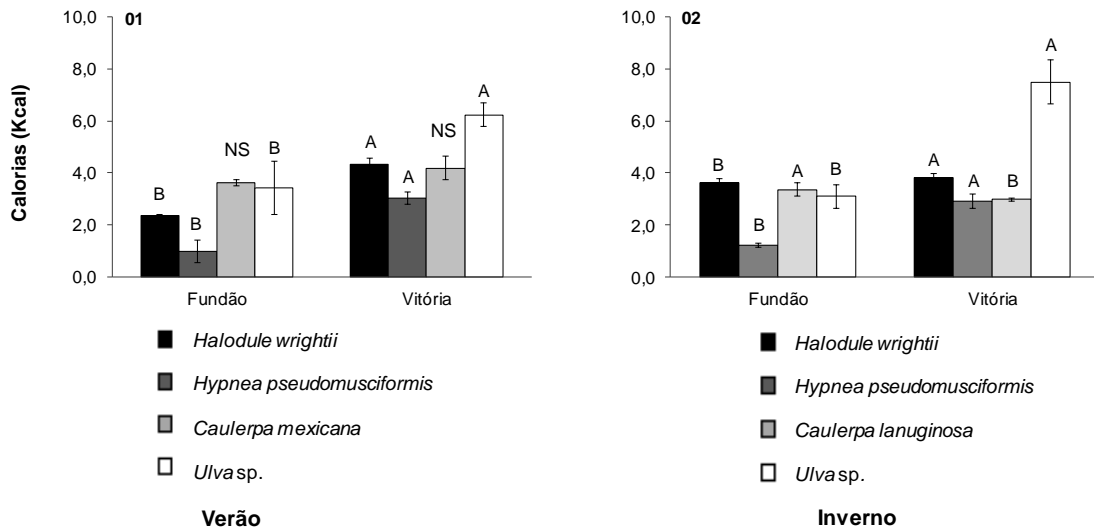 01
10,0
8,0
6,0
4,0
2,0
0,0
Calorias (Kcal)
B
B
NS
B
A
A
NS
A
Fundão
Vitória
Halodule wrightii
Hypnea pseudomusciformis
Caulerpa mexicana
Ulva sp.
Verão
02
10,0
8,0
6,0
4,0
2,0
0,0
B
B
A
B
A
A
B
A
Fundão
Vitória
Halodule wrightii
Hypnea pseudomusciformis
Caulerpa lanuginosa
Ulva sp.
Inverno